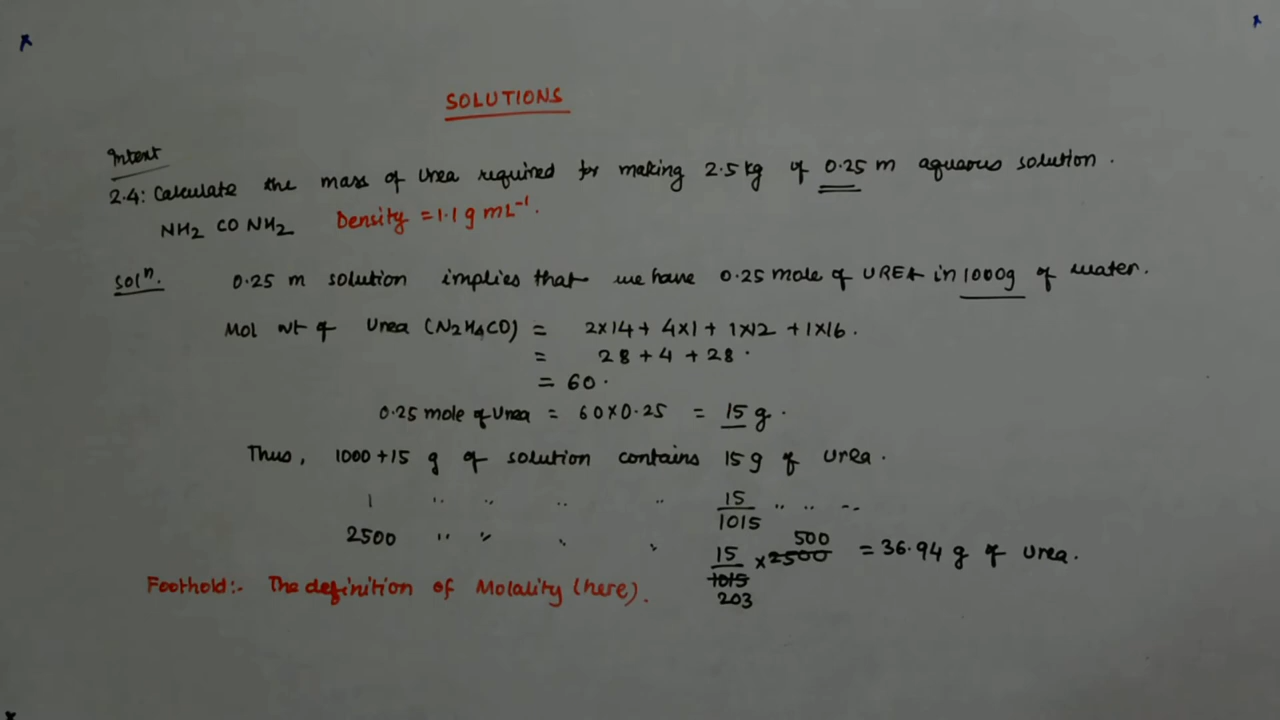 SOLUTIONS
Intext
2.4: Calculate the mass of Urea required for making 2.5 kg of 0.25 m aqueous solution.
NH2 CO NH2 Density = 1.1 g mL⁻¹.
Solⁿ. 0.25 m solution implies that we have 0.25 mole of UREA in 1000g of water.
Mol wt of Urea (N2H4CO) = 2×14 + 4×1 + 1×12 + 1×16.
= 28 + 4 + 28.
= 60.
0.25 mole of Urea = 60×0.25 = 15 g.
Thus, 1000+15 g of solution contains 15 g of Urea.
1 " " " " 15/1015 " " "
2500 " " " " 15/1015 × 2500 = 36.94 g of Urea.
500
203
Foothold:- The definition of Molality (here).